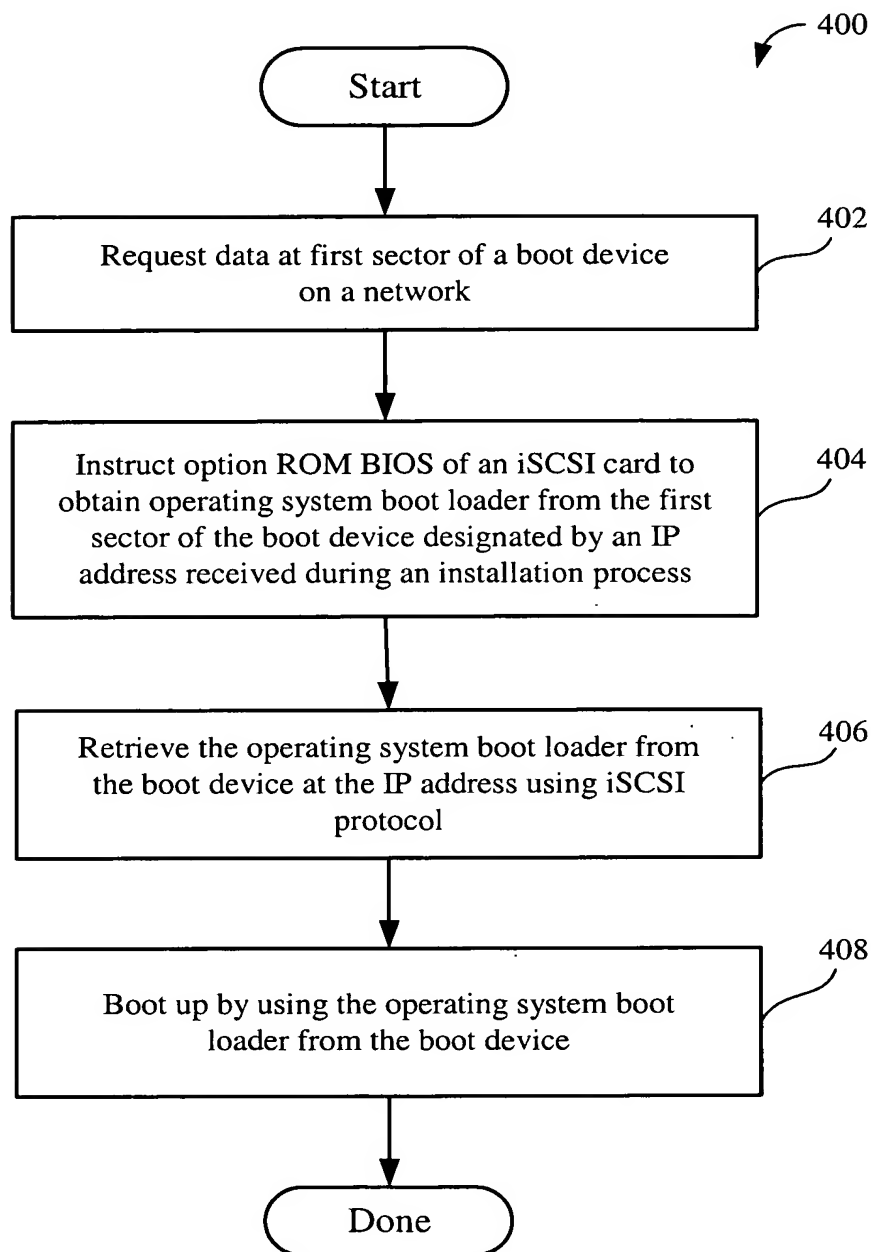 400
Start
402
Request data at first sector of a boot device
on a network
404
Instruct option ROM BIOS of an iSCSI card to
obtain operating system boot loader from the first
sector of the boot device designated by an IP
address received during an installation process
406
Retrieve the operating system boot loader from
the boot device at the IP address using iSCSI
protocol
408
Boot up by using the operating system boot
loader from the boot device
Done